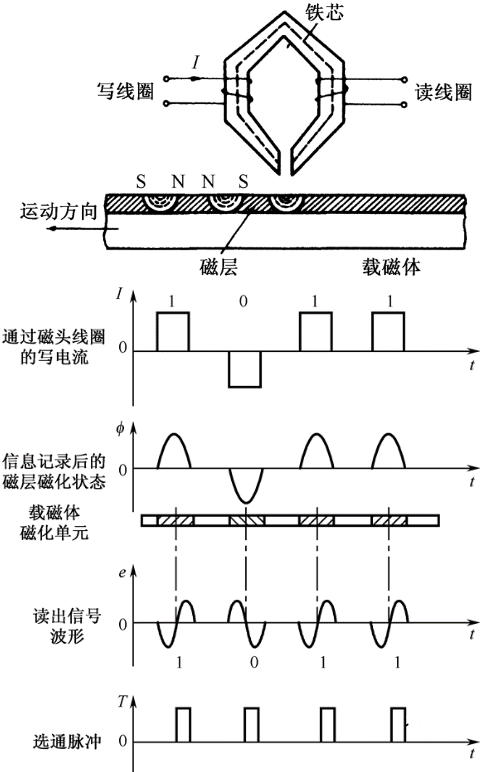 铁芯
I
写线圈
读线圈
S N N S
运动方向
磁层
载磁体
I
1 0 1 1
通过磁头线圈
的写电流
0
t
ϕ
信息记录后的
磁层磁化状态
0
t
载磁体
磁化单元
e
读出信号
波形
0
t
1 0 1 1
T
选通脉冲
0
t